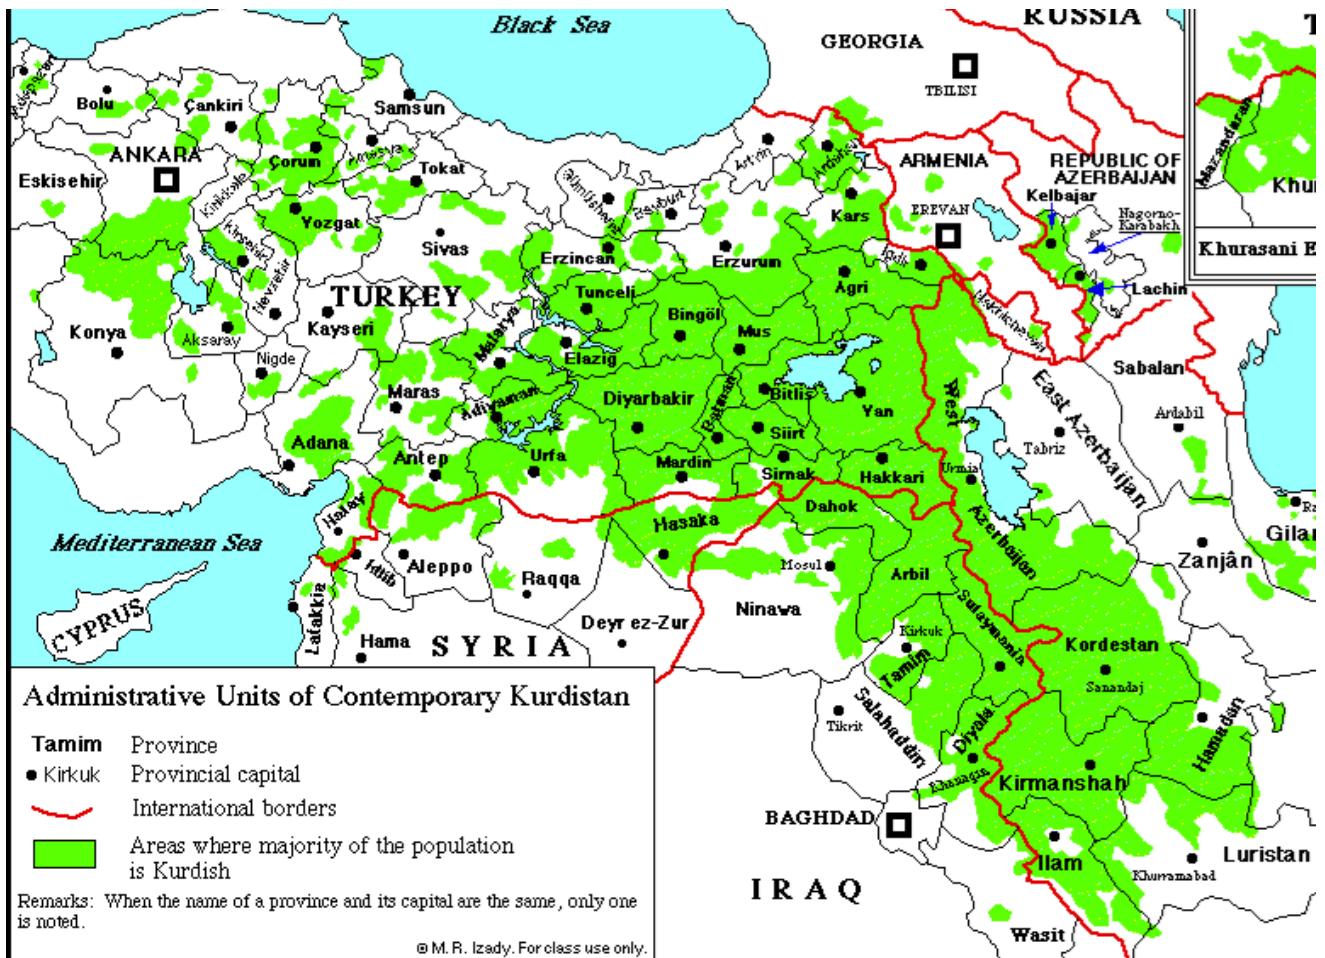 Black Sea
RUSSIA
GEORGIA
TBILISI
T
Bolu
Çankiri
Samsun
Çorum
Amasya
Tokat
Artvin
Ardahan
ARMENIA
REPUBLIC OF
AZERBAIJAN
Mazandaran
Khu
ANKARA
Eskisehir
Kirikkale
Yozgat
Sivas
Gümüshane
Bayburt
Kars
EREVAN
Kelbajar
Nagorno-
Karabakh
Khurasani E
Kirsehir
Nevsehir
Erzincan
Erzurum
Igdir
Agri
Nakhichevan
Lachin
TURKEY
Tunceli
Bingöl
Mus
Konya
Aksaray
Kayseri
Malatya
Elazig
Nigde
Sabalan
West
East Azerbaijan
Maras
Adiyaman
Diyarbakir
Batman
Bitlis
Yan
Ardabil
Siirt
Tabriz
Adana
Antep
Urfa
Mardin
Sirnak
Hakkari
Urmia
Hatay
Hasaka
Dahok
Azerbaijan
Gilan
Mediterranean Sea
Idlib
Aleppo
Raqqa
Mosul
Arbil
Zanjân
CYPRUS
Latakkia
Hama
SYRIA
Deyr ez-Zur
Ninawa
Sulaymania
Kirkuk
Tamim
Kordestan
Sanandaj
Salahaddin
Tikrit
Diyala
Khanaqin
Hamadan
Kirmanshah
BAGHDAD
Ilam
Luristan
Khurramabad
IRAQ
Wasit
Administrative Units of Contemporary Kurdistan
Tamim Province
Kirkuk Provincial capital
International borders
Areas where majority of the population
is Kurdish
Remarks: When the name of a province and its capital are the same, only one
is noted.
© M. R. Izady. For class use only.